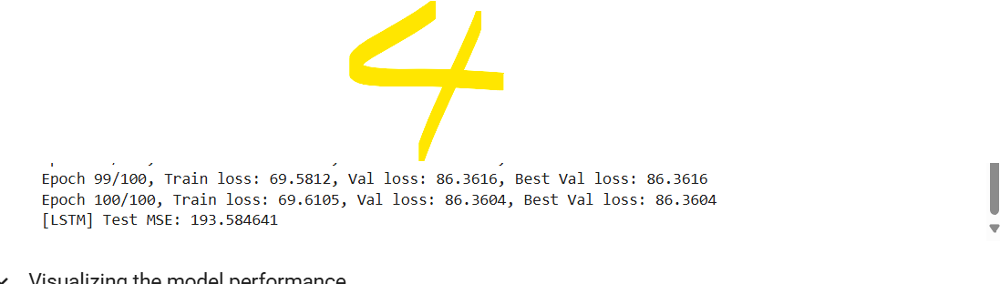 4
Epoch 99/100, Train loss: 69.5812, Val loss: 86.3616, Best Val loss: 86.3616
Epoch 100/100, Train loss: 69.6105, Val loss: 86.3604, Best Val loss: 86.3604
[LSTM] Test MSE: 193.584641
Visualizing the model performance